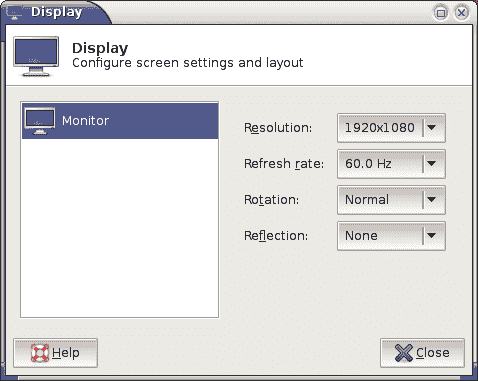 Display
Display
Configure screen settings and layout
Monitor
Resolution: 1920x1080
Refresh rate: 60.0 Hz
Rotation: Normal
Reflection: None
Help Close